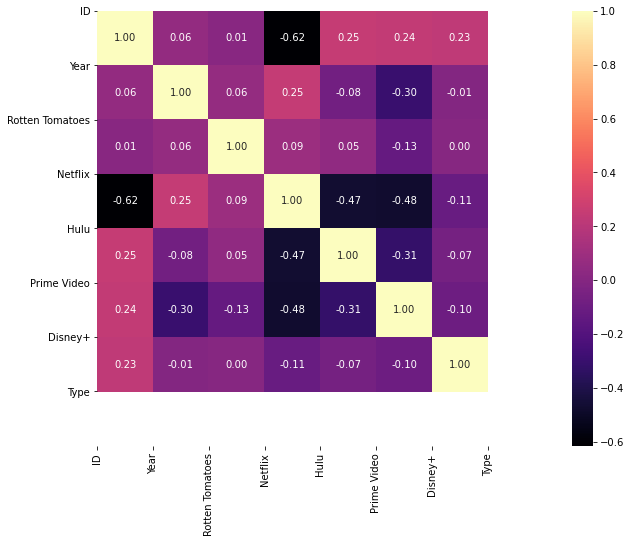 ID
1.00 0.06 0.01 -0.62 0.25 0.24 0.23
Year
0.06 1.00 0.06 0.25 -0.08 -0.30 -0.01
Rotten Tomatoes
0.01 0.06 1.00 0.09 0.05 -0.13 0.00
Netflix
-0.62 0.25 0.09 1.00 -0.47 -0.48 -0.11
Hulu
0.25 -0.08 0.05 -0.47 1.00 -0.31 -0.07
Prime Video
0.24 -0.30 -0.13 -0.48 -0.31 1.00 -0.10
Disney+
0.23 -0.01 0.00 -0.11 -0.07 -0.10 1.00
Type
ID
Year
Rotten Tomatoes
Netflix
Hulu
Prime Video
Disney+
Type
1.0
0.8
0.6
0.4
0.2
0.0
-0.2
-0.4
-0.6